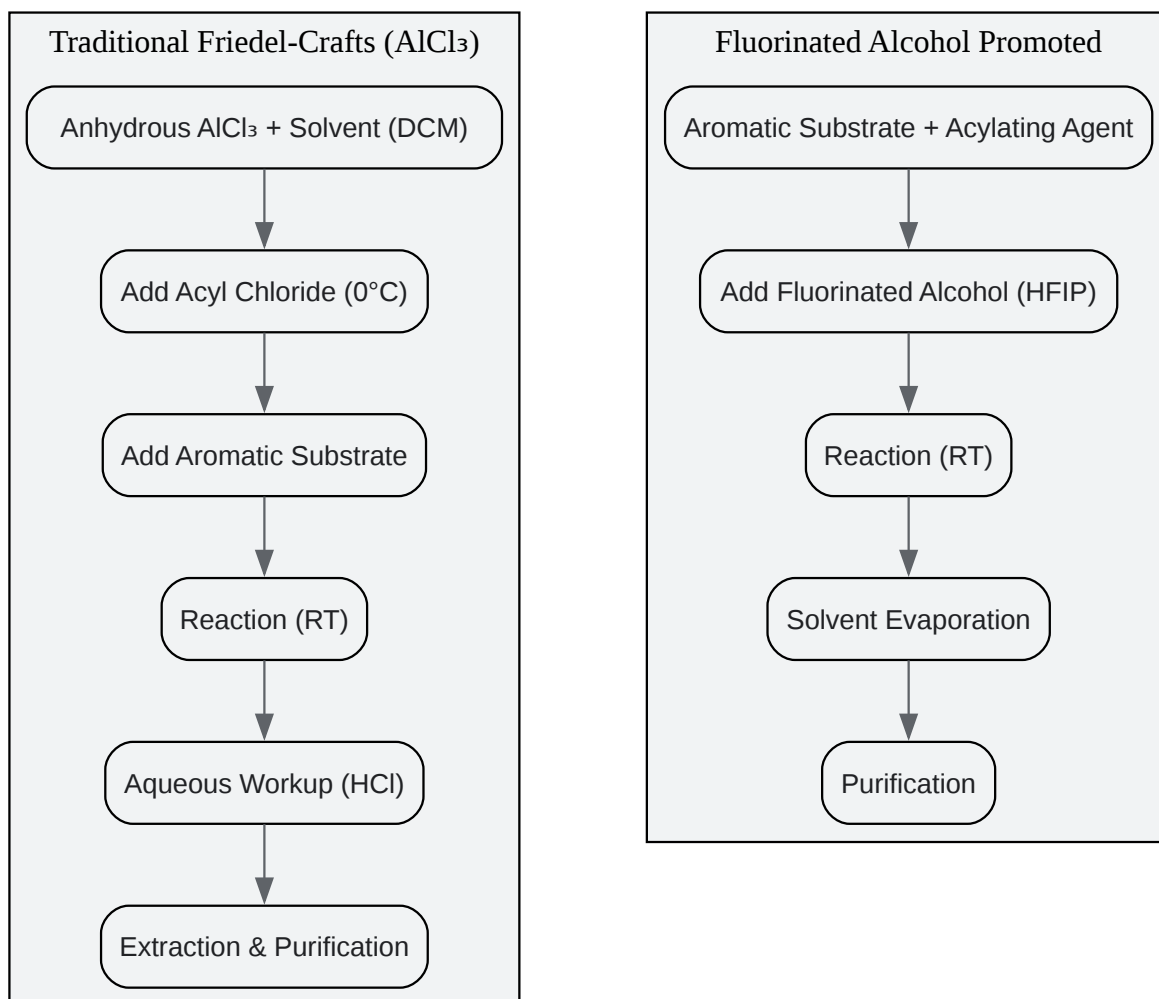 Traditional Friedel-Crafts (AlCl₃)
Anhydrous AlCl₃ + Solvent (DCM)
Add Acyl Chloride (0°C)
Add Aromatic Substrate
Reaction (RT)
Aqueous Workup (HCl)
Extraction & Purification
Fluorinated Alcohol Promoted
Aromatic Substrate + Acylating Agent
Add Fluorinated Alcohol (HFIP)
Reaction (RT)
Solvent Evaporation
Purification